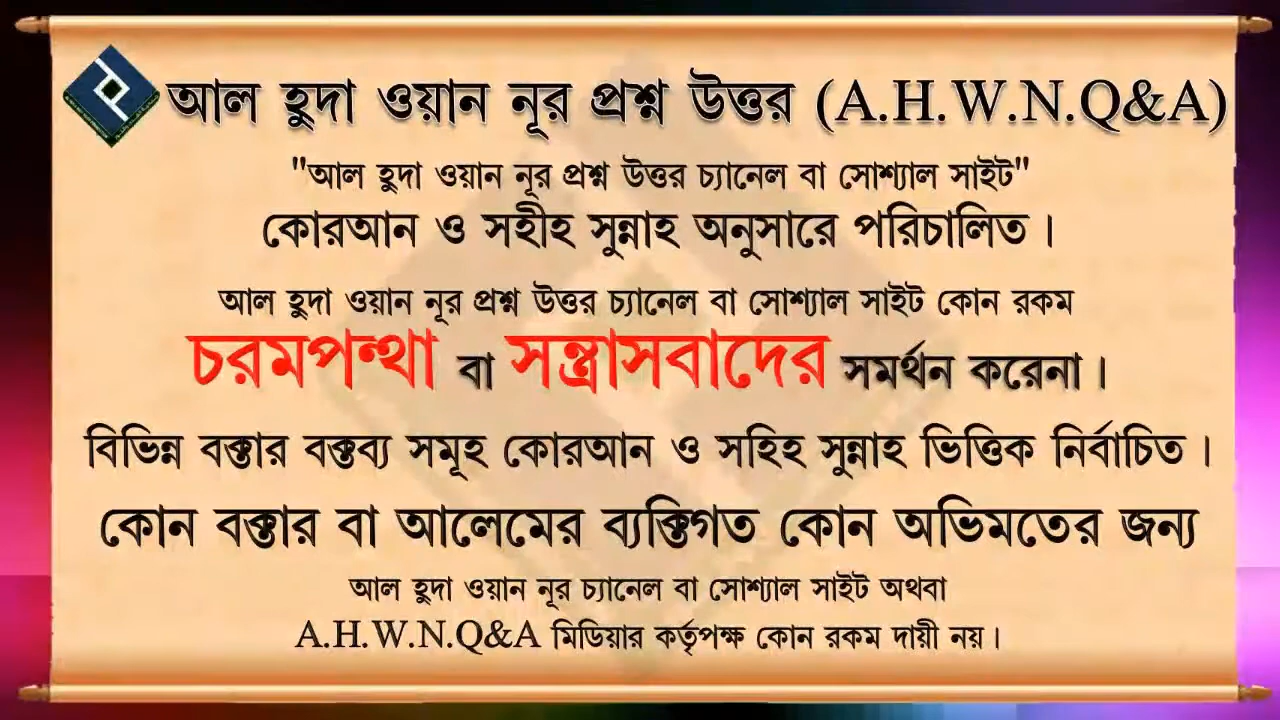 আল হুদা ওয়ান নূর প্রশ্ন উত্তর (A.H.W.N.Q&A)
"আল হুদা ওয়ান নূর প্রশ্ন উত্তর চ্যানেল বা সোশ্যাল সাইট"
কোরআন ও সহীহ সুন্নাহ অনুসারে পরিচালিত।
আল হুদা ওয়ান নূর প্রশ্ন উত্তর চ্যানেল বা সোশ্যাল সাইট কোন রকম
চরমপন্থা বা সন্ত্রাসবাদের সমর্থন করেনা।
বিভিন্ন বক্তার বক্তব্য সমূহ কোরআন ও সহিহ সুন্নাহ ভিত্তিক নির্বাচিত।
কোন বক্তার বা আলেমের ব্যক্তিগত কোন অভিমতের জন্য
আল হুদা ওয়ান নূর চ্যানেল বা সোশ্যাল সাইট অথবা
A.H.W.N.Q&A মিডিয়ার কর্তৃপক্ষ কোন রকম দায়ী নয়।